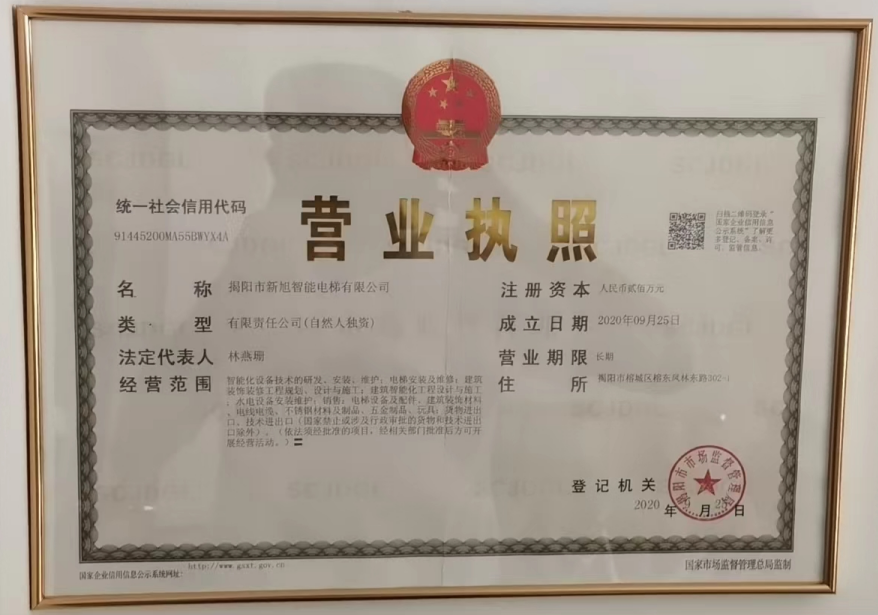 营业执照
统一社会信用代码
91445200MA55BWYX4A
扫描二维码登录“
国家企业信用信息
公示系统”了解更
多登记、备案、许
可、监管信息。
名 称 揭阳市新旭智能电梯有限公司
类 型 有限责任公司(自然人独资)
法定代表人 林燕珊
经营范围 智能化设备技术的研发、安装、维护；电梯安装及维修；建筑
装饰装修工程规划、设计与施工；建筑智能化工程设计与施工
、水电设备安装维护；销售：电梯设备及配件、建筑装饰材料
、电线电缆、不锈钢材料及制品、五金制品、玩具；货物进出
口、技术进出口（国家禁止或涉及行政审批的货物和技术进出
口除外）。（依法须经批准的项目，经相关部门批准后方可开
展经营活动。）
注册资本 人民币贰佰万元
成立日期 2020年09月25日
营业期限 长期
住 所 揭阳市榕城区榕东凤林东路302-1
登记机关
揭阳市市场监督管理局
2020 年 月 日
国家企业信用信息公示系统网址：
http://www.gsxt.gov.cn
国家市场监督管理总局监制